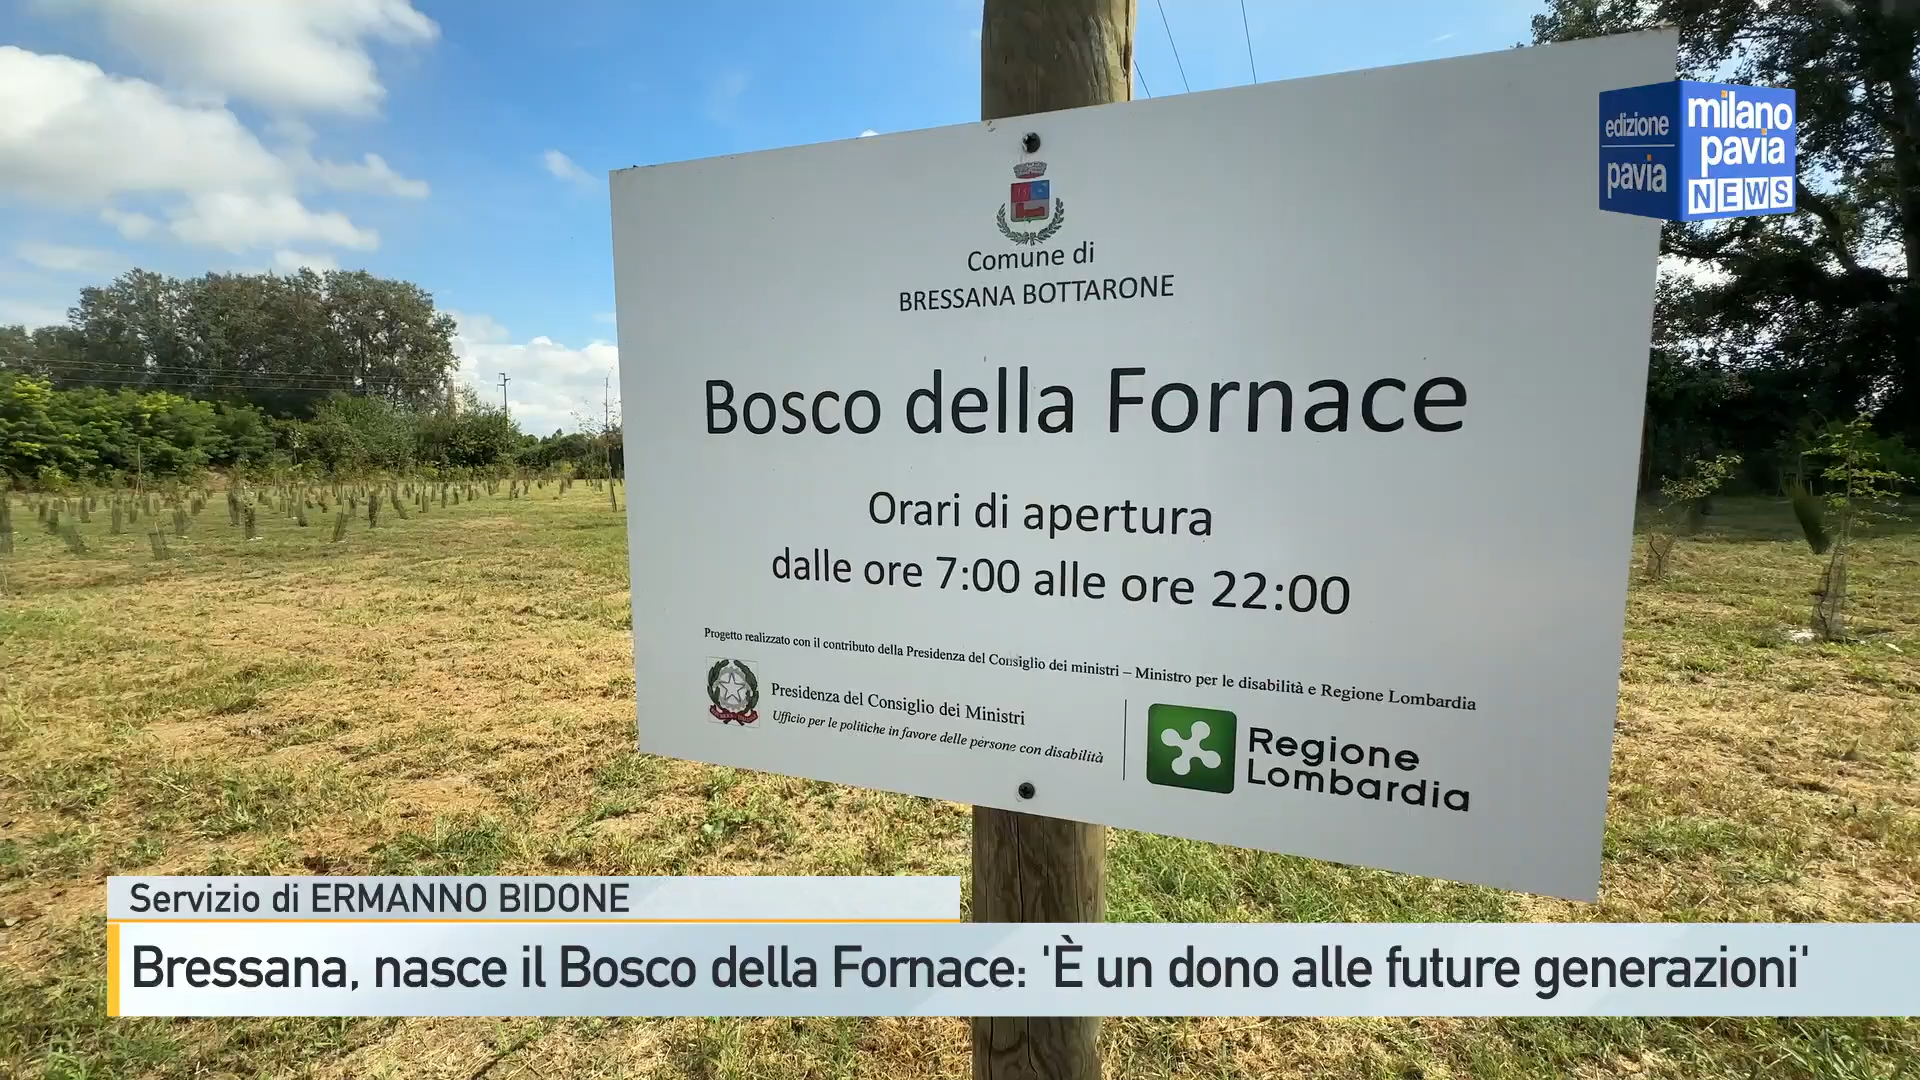 edizione
pavia
milano
pavia
NEWS
Comune di
BRESSANA BOTTARONE
Bosco della Fornace
Orari di apertura
dalle ore 7:00 alle ore 22:00
Progetto realizzato con il contributo della Presidenza del Consiglio dei ministri – Ministro per le disabilità e Regione Lombardia
Presidenza del Consiglio dei Ministri
Ufficio per le politiche in favore delle persone con disabilità
Regione
Lombardia
Servizio di ERMANNO BIDONE
Bressana, nasce il Bosco della Fornace: 'È un dono alle future generazioni'